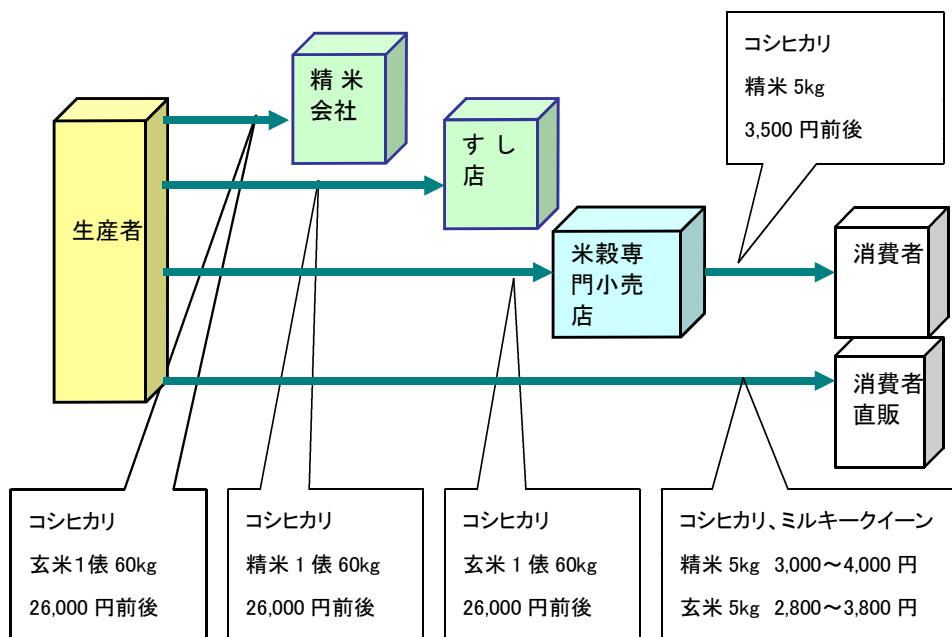 コシヒカリ
精米 5kg
3,500 円前後
精 米
会社
す し
店
生産者
米穀専
門小売
店
消費者
消費者
直販
コシヒカリ
玄米１俵 60kg
26,000 円前後
コシヒカリ
精米 1 俵 60kg
26,000 円前後
コシヒカリ
玄米 1 俵 60kg
26,000 円前後
コシヒカリ、ミルキークイーン
精米 5kg 3,000～4,000 円
玄米 5kg 2,800～3,800 円